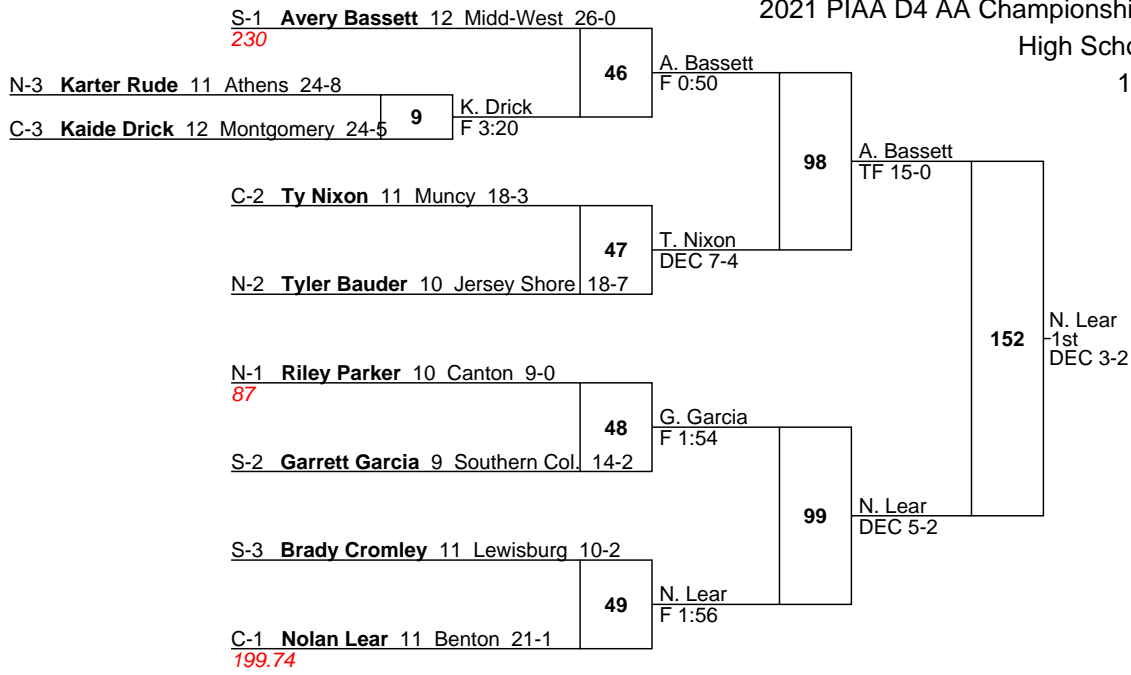 2021 PIAA D4 AA Championshi
High Scho
1
S-1 Avery Bassett 12 Midd-West 26-0
230
46
A. Bassett
F 0:50
N-3 Karter Rude 11 Athens 24-8
9
K. Drick
F 3:20
C-3 Kaide Drick 12 Montgomery 24-5
98
A. Bassett
TF 15-0
C-2 Ty Nixon 11 Muncy 18-3
47
T. Nixon
DEC 7-4
N-2 Tyler Bauder 10 Jersey Shore 18-7
152
N. Lear
1st
DEC 3-2
N-1 Riley Parker 10 Canton 9-0
87
48
G. Garcia
F 1:54
S-2 Garrett Garcia 9 Southern Col. 14-2
99
N. Lear
DEC 5-2
S-3 Brady Cromley 11 Lewisburg 10-2
49
N. Lear
F 1:56
C-1 Nolan Lear 11 Benton 21-1
199.74